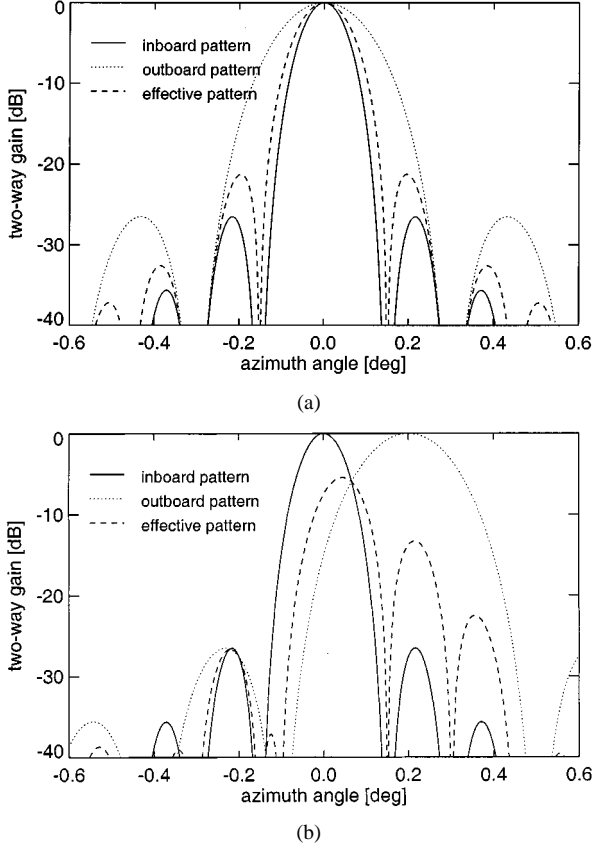 0
-10
-20
-30
-40
two-way gain [dB]
inboard pattern
outboard pattern
effective pattern
-0.6 -0.4 -0.2 0.0 0.2 0.4 0.6
azimuth angle [deg]
(a)
0
-10
-20
-30
-40
two-way gain [dB]
inboard pattern
outboard pattern
effective pattern
-0.6 -0.4 -0.2 0.0 0.2 0.4 0.6
azimuth angle [deg]
(b)